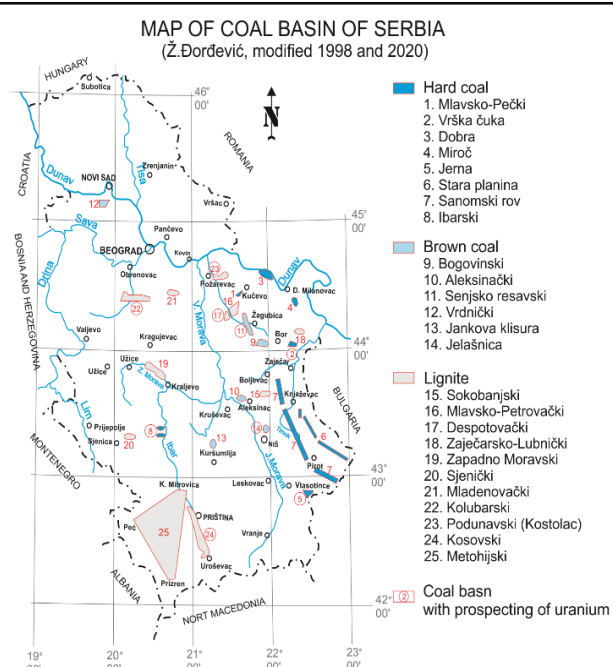 MAP OF COAL BASIN OF SERBIA
(Ž.Đorđević, modified 1998 and 2020)
HUNGARY
Subotica
46°
00'
N
ROMANIA
CROATIA
Dunav
Tisa
Zrenjanin
NOVI SAD
12
Vršac
45°
00'
Sava
Pančevo
BEOGRAD
Kovin
BOSNIA AND HERZEGOVINA
Drina
Obrenovac
23
Požarevac
3
Dunav
1
Kučevo
D. Milenovac
22
21
16
17
4
Žagubica
V. Morava
11
Bor
18
Valjevo
Kragujevac
9
44°
00'
2
Zaječar
Užice
Užice
19
Z. Morava
Kraljevo
Boljevac
7
Knjaževac
BULGARIA
10
15
Aleksinac
Kruševac
Lim
Prijepolje
Sjenica
20
8
Ibar
14
NIŠ
Timok
7
6
13
Kuršumlija
J.Morava
Pirot
7
43°
00'
MONTENEGRO
K. Mitrovica
Leskovac
Vlasotince
5
Peć
25
PRIŠTINA
24
Vranje
Uroševac
Prizren
ALBANIA
NORT MACEDONIA
42°
00'
19°
00'
20°
00'
21°
00'
22°
00'
23°
00'
Hard coal
1. Mlavsko-Pečki
2. Vrška čuka
3. Dobra
4. Miroč
5. Jerna
6. Stara planina
7. Sanomski rov
8. Ibarski
Brown coal
9. Bogovinski
10. Aleksinački
11. Senjsko resavski
12. Vrdnički
13. Jankova klisura
14. Jelašnica
Lignite
15. Sokobanjski
16. Mlavsko-Petrovački
17. Despotovački
18. Zaječarsko-Lubnički
19. Zapadno Moravski
20. Sjenički
21. Mladenovački
22. Kolubarski
23. Podunavski (Kostolac)
24. Kosovski
25. Metohijski
2
Coal basn
with prospecting of uranium